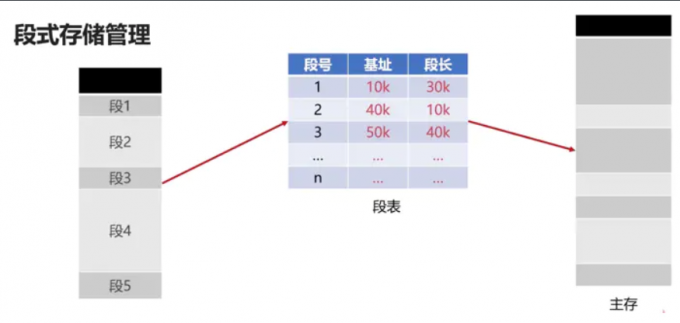 段式存储管理
段1
段2
段3
段4
段5
段号 基址 段长
1 10k 30k
2 40k 10k
3 50k 40k
... ... ...
n ... ...
段表
主存